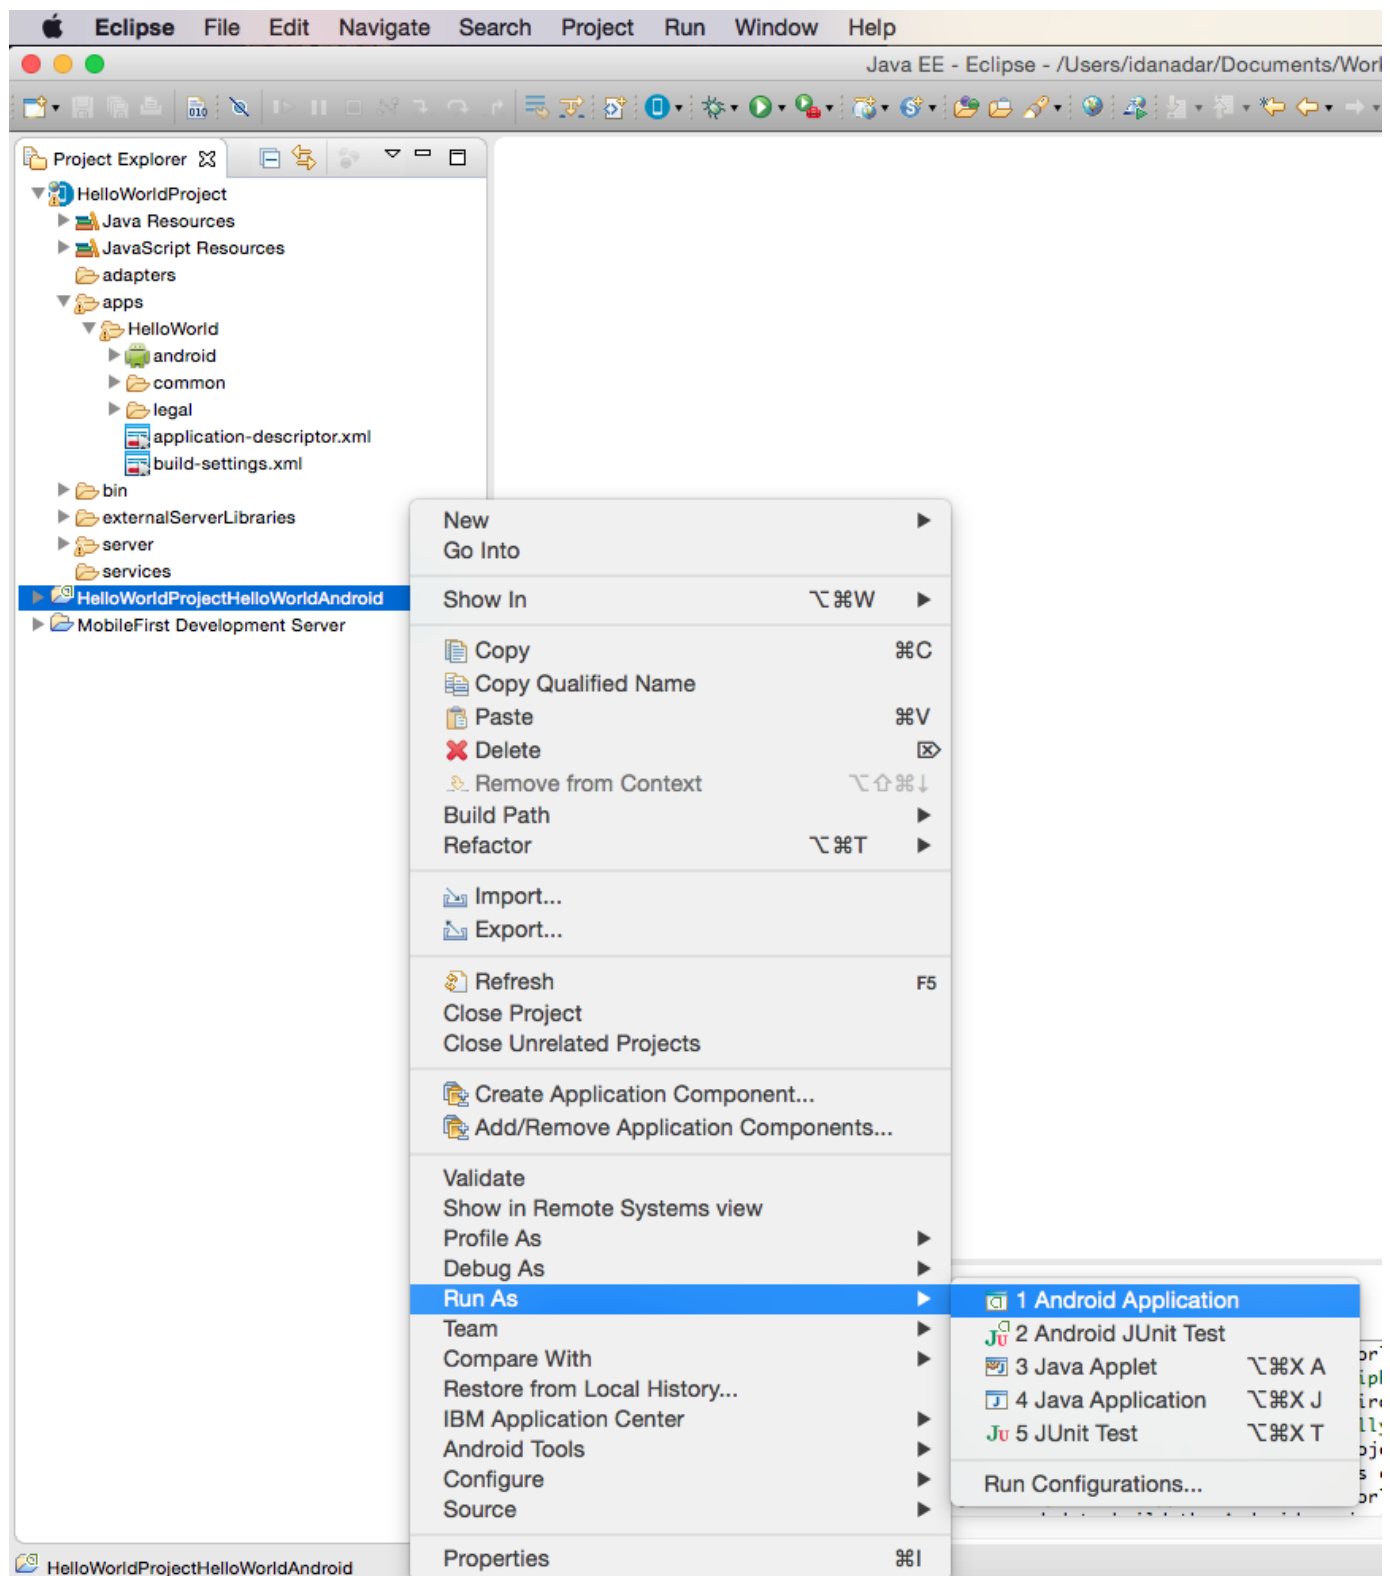 Eclipse File Edit Navigate Search Project Run Window Help
Java EE - Eclipse - /Users/idanadar/Documents/Worl
010
Project Explorer
HelloWorldProject
Java Resources
JavaScript Resources
adapters
apps
HelloWorld
android
common
legal
application-descriptor.xml
build-settings.xml
bin
externalServerLibraries
server
services
HelloWorldProjectHelloWorldAndroid
MobileFirst Development Server
New
Go Into
Show In ⌥⌘W
Copy ⌘C
Copy Qualified Name
Paste ⌘V
Delete ⌦
Remove from Context ⌥⇧⌘↓
Build Path
Refactor ⌥⌘T
Import...
Export...
Refresh F5
Close Project
Close Unrelated Projects
Create Application Component...
Add/Remove Application Components...
Validate
Show in Remote Systems view
Profile As
Debug As
Run As
Team
Compare With
Restore from Local History...
IBM Application Center
Android Tools
Configure
Source
Properties ⌘I
1 Android Application
2 Android JUnit Test
3 Java Applet ⌥⌘X A
4 Java Application ⌥⌘X J
5 JUnit Test ⌥⌘X T
Run Configurations...
HelloWorldProjectHelloWorldAndroid